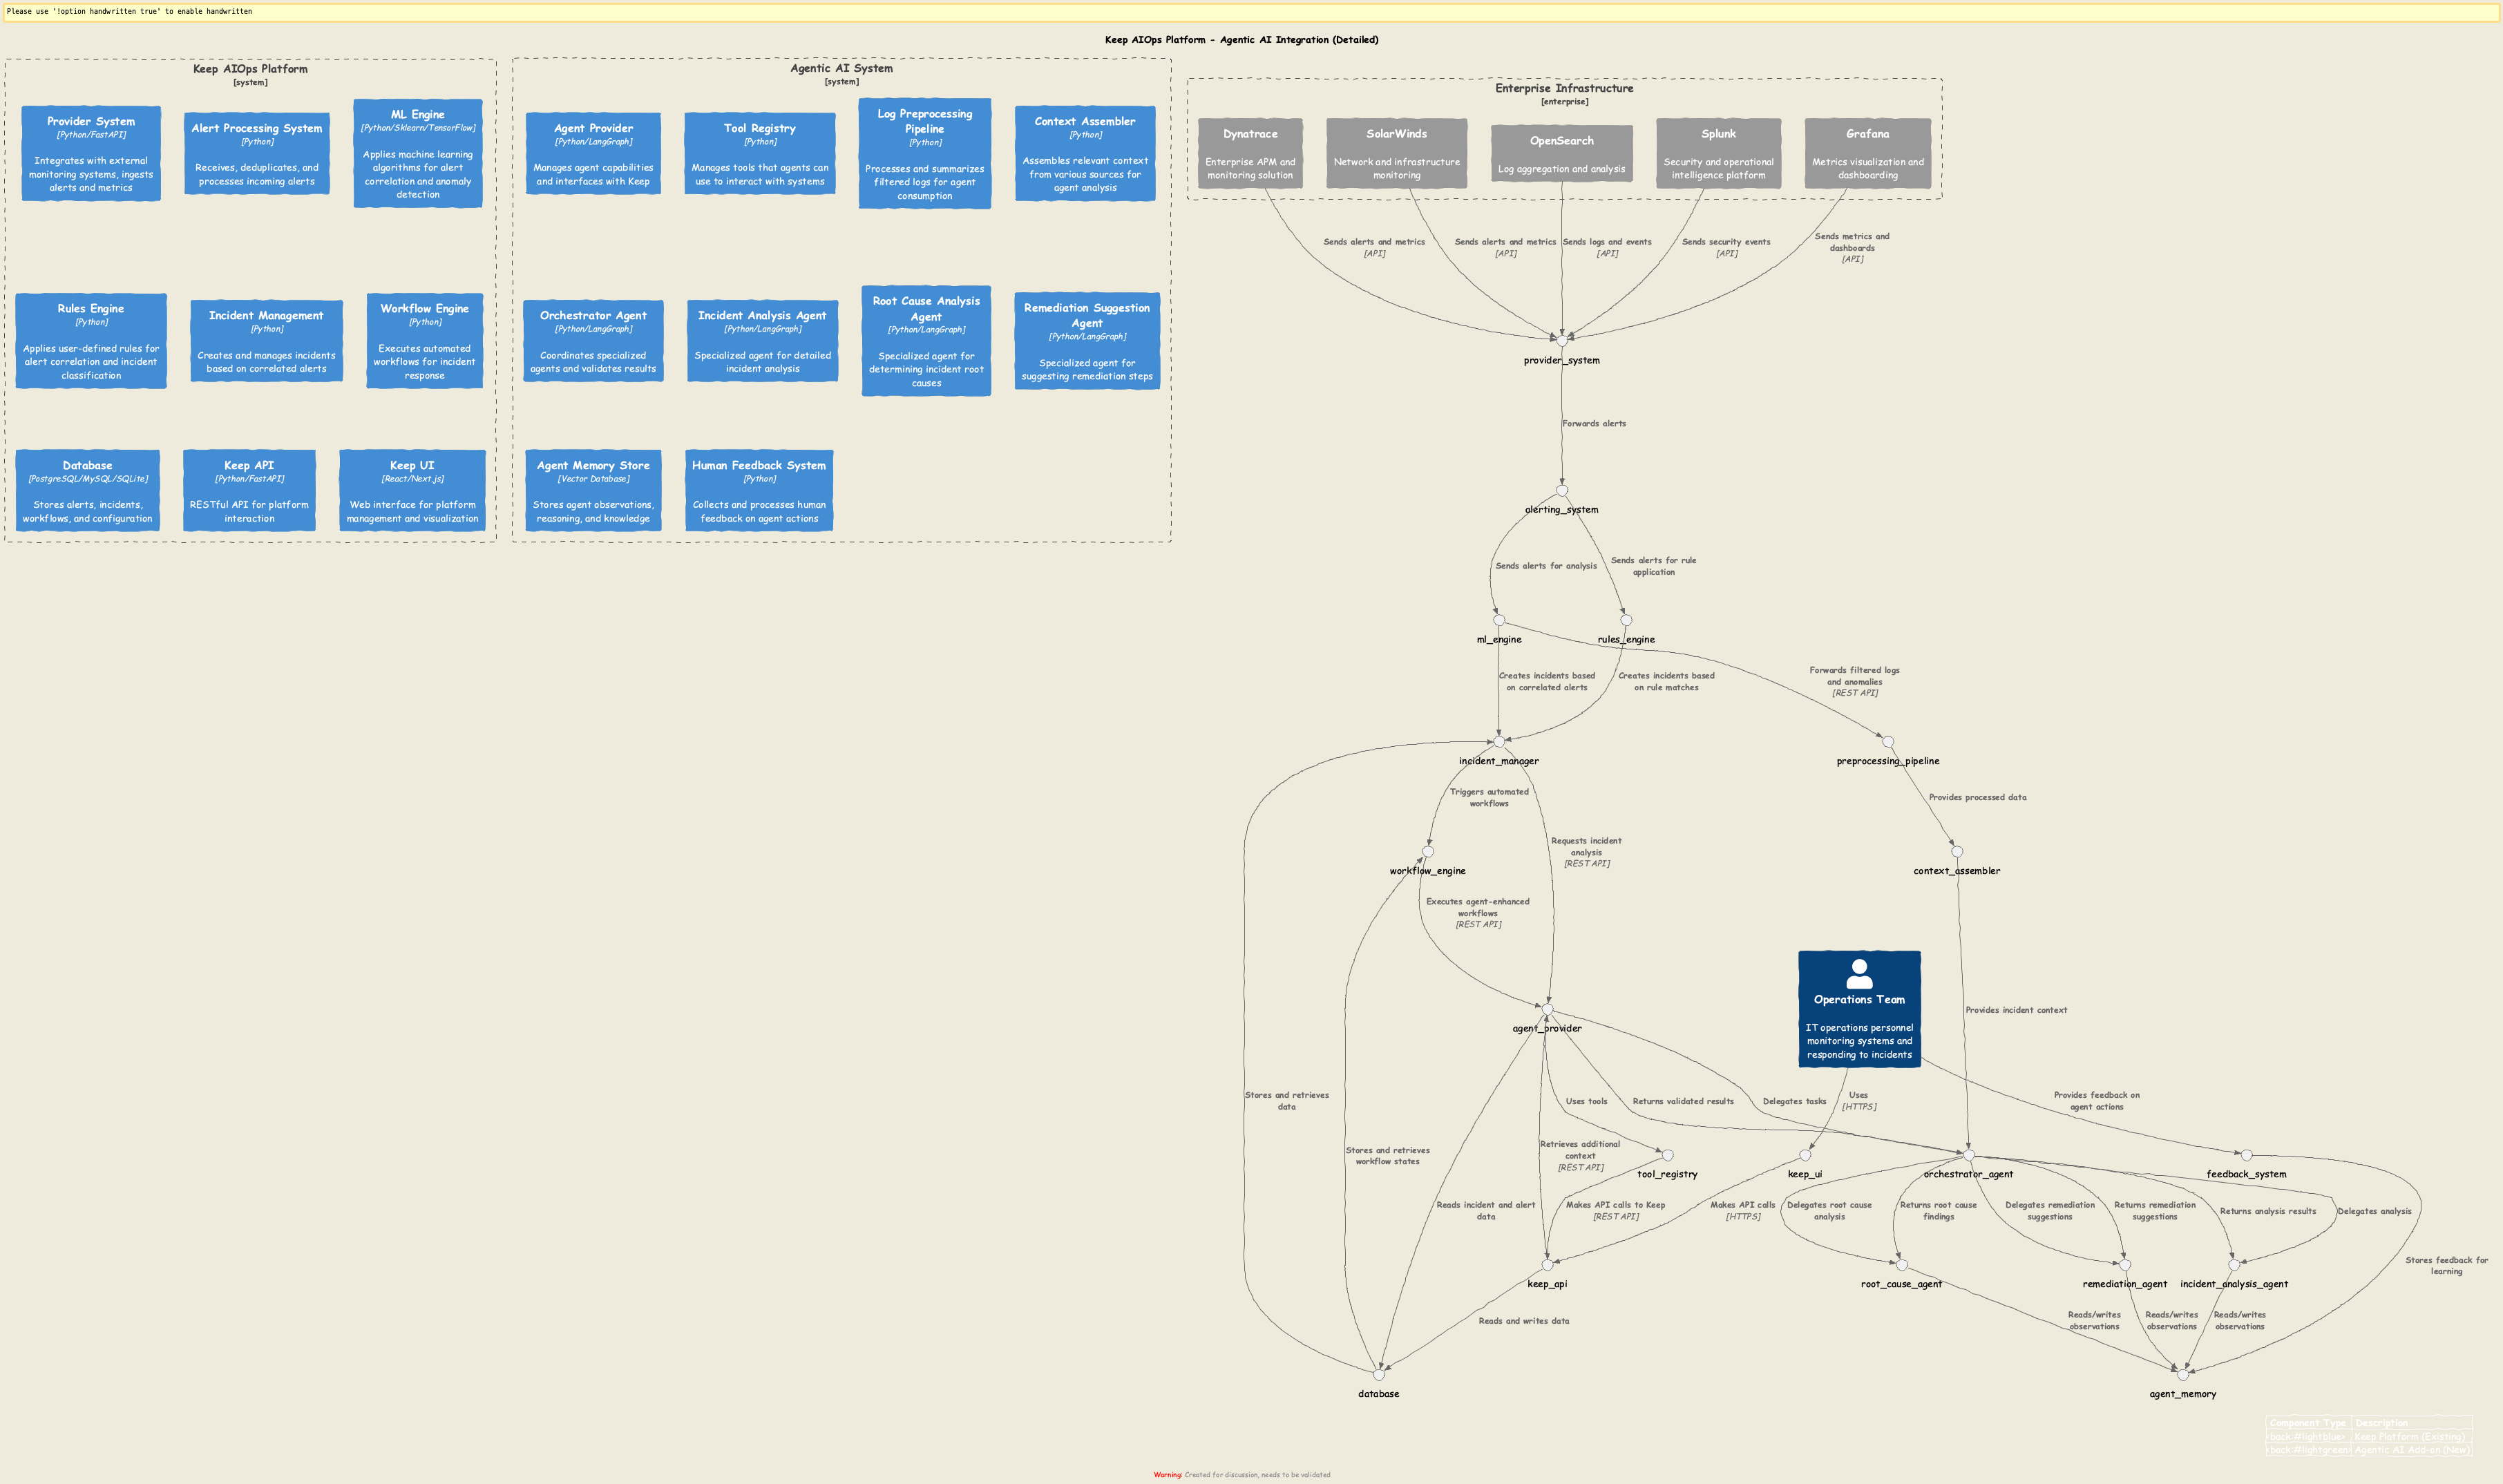 Please use '!option handwritten true' to enable handwritten
Keep AIOps Platform - Agentic AI Integration (Detailed)
Keep AIOps Platform
[system]
Provider System
[Python/FastAPI]
Integrates with external
monitoring systems, ingests
alerts and metrics
Alert Processing System
[Python]
Receives, deduplicates, and
processes incoming alerts
ML Engine
[Python/Sklearn/TensorFlow]
Applies machine learning
algorithms for alert
correlation and anomaly
detection
Rules Engine
[Python]
Applies user-defined rules for
alert correlation and incident
classification
Incident Management
[Python]
Creates and manages incidents
based on correlated alerts
Workflow Engine
[Python]
Executes automated
workflows for incident
response
Database
[PostgreSQL/MySQL/SQLite]
Stores alerts, incidents,
workflows, and configuration
Keep API
[Python/FastAPI]
RESTful API for platform
interaction
Keep UI
[React/Next.js]
Web interface for platform
management and visualization
Agentic AI System
[system]
Agent Provider
[Python/LangGraph]
Manages agent capabilities
and interfaces with Keep
Tool Registry
[Python]
Manages tools that agents can
use to interact with systems
Log Preprocessing
Pipeline
[Python]
Processes and summarizes
filtered logs for agent
consumption
Context Assembler
[Python]
Assembles relevant context
from various sources for
agent analysis
Orchestrator Agent
[Python/LangGraph]
Coordinates specialized
agents and validates results
Incident Analysis Agent
[Python/LangGraph]
Specialized agent for detailed
incident analysis
Root Cause Analysis
Agent
[Python/LangGraph]
Specialized agent for
determining incident root
causes
Remediation Suggestion
Agent
[Python/LangGraph]
Specialized agent for
suggesting remediation steps
Agent Memory Store
[Vector Database]
Stores agent observations,
reasoning, and knowledge
Human Feedback System
[Python]
Collects and processes human
feedback on agent actions
Enterprise Infrastructure
[enterprise]
Dynatrace
Enterprise APM and
monitoring solution
SolarWinds
Network and infrastructure
monitoring
OpenSearch
Log aggregation and analysis
Splunk
Security and operational
intelligence platform
Grafana
Metrics visualization and
dashboarding
Sends alerts and metrics
[API]
Sends alerts and metrics
[API]
Sends logs and events
[API]
Sends security events
[API]
Sends metrics and
dashboards
[API]
provider_system
Forwards alerts
alerting_system
Sends alerts for analysis
Sends alerts for rule
application
ml_engine
rules_engine
Creates incidents based
on correlated alerts
Creates incidents based
on rule matches
Forwards filtered logs
and anomalies
[REST API]
incident_manager
preprocessing_pipeline
Triggers automated
workflows
Provides processed data
Requests incident
analysis
[REST API]
workflow_engine
context_assembler
Executes agent-enhanced
workflows
[REST API]
Operations Team
IT operations personnel
monitoring systems and
responding to incidents
Provides incident context
agent_provider
Stores and retrieves
data
Uses tools
Returns validated results
Delegates tasks
Uses
[HTTPS]
Provides feedback on
agent actions
Stores and retrieves
workflow states
Retrieves additional
context
[REST API]
tool_registry
keep_ui
orchestrator_agent
feedback_system
Reads incident and alert
data
Makes API calls to Keep
[REST API]
Makes API calls
[HTTPS]
Delegates root cause
analysis
Returns root cause
findings
Delegates remediation
suggestions
Returns remediation
suggestions
Returns analysis results
Delegates analysis
Stores feedback for
learning
keep_api
root_cause_agent
remediation_agent
incident_analysis_agent
Reads and writes data
Reads/writes
observations
Reads/writes
observations
Reads/writes
observations
database
agent_memory
Component Type Description
<back:#lightblue> Keep Platform (Existing)
<back:#lightgreen> Agentic AI Add-on (New)
Warning: Created for discussion, needs to be validated